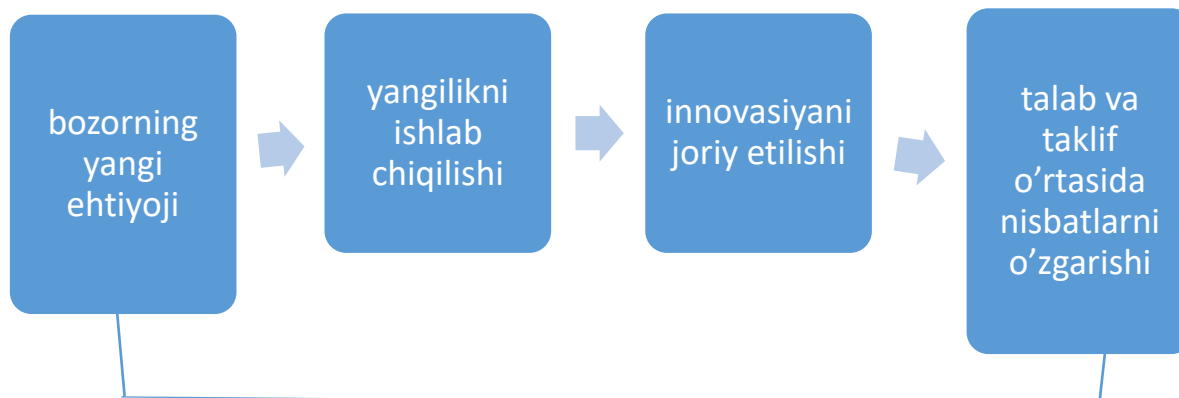 bozorning
yangi
ehtiyoji
yangilikni
ishlab
chiqilishi
innovasiyani
joriy etilishi
talab va
taklif
o’rtasida
nisbatlarni
o’zgarishi